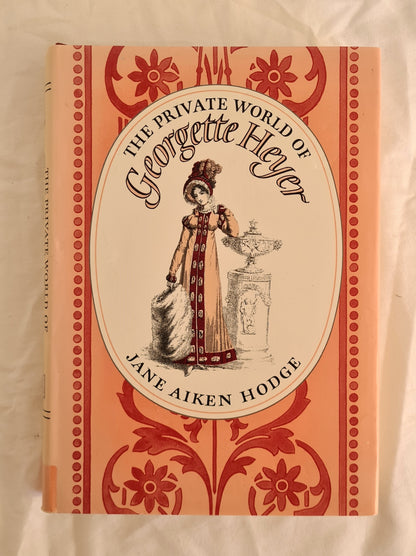 THE PRIVATE WORLD OF
Georgette Heyer
JANE AIKEN HODGE
THE PRIVATE WORLD OF